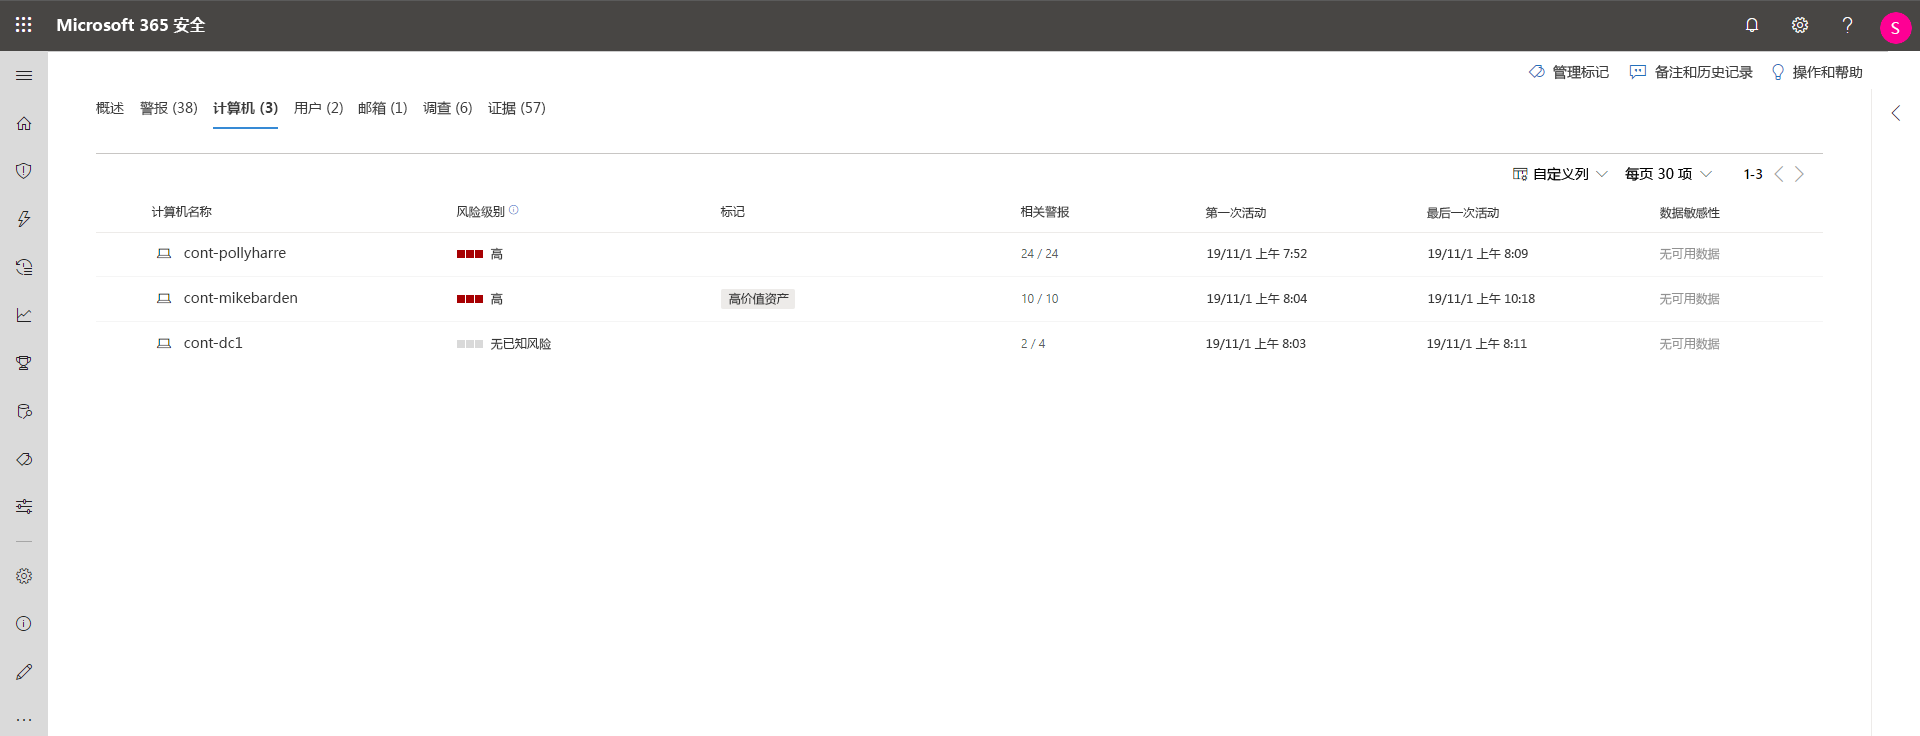 Microsoft 365 安全
S
管理标记 备注和历史记录 操作和帮助
概述 警报 (38) 计算机 (3) 用户 (2) 邮箱 (1) 调查 (6) 证据 (57)
自定义列 每页 30 项 1-3
计算机名称 风险级别 标记 相关警报 第一次活动 最后一次活动 数据敏感性
cont-pollyharre 高 24 / 24 19/11/1 上午 7:52 19/11/1 上午 8:09 无可用数据
cont-mikebarden 高 高价值资产 10 / 10 19/11/1 上午 8:04 19/11/1 上午 10:18 无可用数据
cont-dc1 无已知风险 2 / 4 19/11/1 上午 8:03 19/11/1 上午 8:11 无可用数据